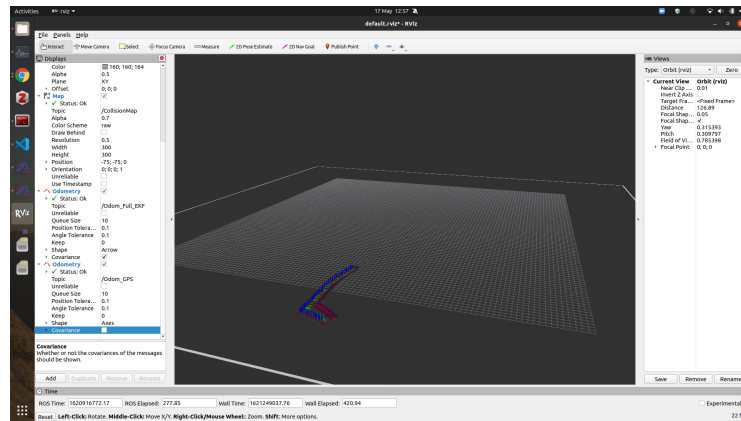 Activities
rviz
17 May 12:57
default.rviz* - RViz
File Panels Help
Interact Move Camera Select Focus Camera Measure 2D Pose Estimate 2D Nav Goal Publish Point
Displays
Color 160; 160; 164
Alpha 0.5
Plane XY
Offset 0; 0; 0
Map
Status: Ok
Topic /CollisionMap
Alpha 0.7
Color Scheme raw
Draw Behind
Resolution 0.5
Width 300
Height 300
Position -75; -75; 0
Orientation 0; 0; 0; 1
Unreliable
Use Timestamp
Odometry
Status: Ok
Topic /Odom_Full_EKF
Unreliable
Queue Size 10
Position Tolera... 0.1
Angle Tolerance 0.1
Keep 0
Shape Arrow
Covariance
Odometry
Status: Ok
Topic /Odom_GPS
Unreliable
Queue Size 10
Position Tolera... 0.1
Angle Tolerance 0.1
Keep 0
Shape Axes
Covariance
Covariance
Whether or not the covariances of the messages
should be shown.
Add Duplicate Remove Rename
Views
Type: Orbit (rviz) Zero
Current View Orbit (rviz)
Near Clip ... 0.01
Invert Z Axis
Target Fra... <Fixed Frame>
Distance 126.89
Focal Shap... 0.05
Focal Shap...
Yaw 0.315393
Pitch 0.309797
Field of Vi... 0.785398
Focal Point 0; 0; 0
Save Remove Rename
Time
ROS Time: 1620916772.17 ROS Elapsed: 277.85 Wall Time: 1621249037.76 Wall Elapsed: 420.94 Experimental
Reset Left-Click: Rotate. Middle-Click: Move X/Y. Right-Click/Mouse Wheel: Zoom. Shift: More options. 22
RViz